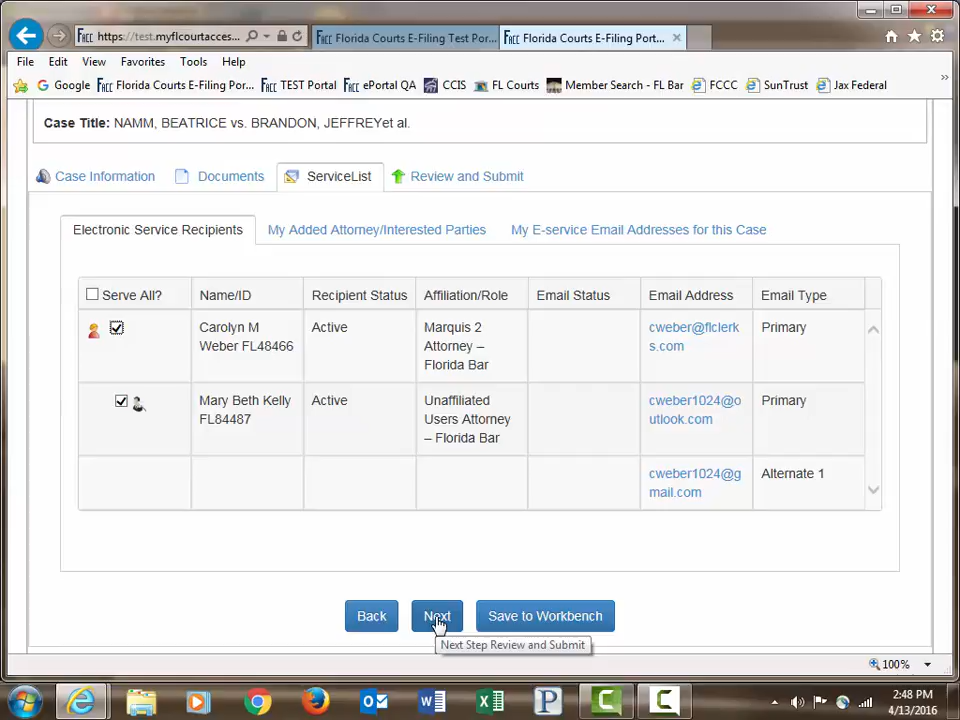 https://test.myflcourtacces...
FACC Florida Courts E-Filing Test Por...
FACC Florida Courts E-Filing Port...
File Edit View Favorites Tools Help
Google
FACC Florida Courts E-Filing Por...
FACC TEST Portal
FACC ePortal QA
CCIS
FL Courts
Member Search - FL Bar
FCCC
SunTrust
Jax Federal
Case Title: NAMM, BEATRICE vs. BRANDON, JEFFREYet al.
Case Information Documents ServiceList Review and Submit
Electronic Service Recipients My Added Attorney/Interested Parties My E-service Email Addresses for this Case
Serve All? Name/ID Recipient Status Affiliation/Role Email Status Email Address Email Type
Carolyn M Active Marquis 2 cweber@flclerk Primary
Weber FL48466 Attorney – s.com
Florida Bar
Mary Beth Kelly Active Unaffiliated cweber1024@o Primary
FL84487 Users Attorney utlook.com
– Florida Bar
cweber1024@g Alternate 1
mail.com
Back Next Save to Workbench
Next Step Review and Submit
100%
2:48 PM
4/13/2016